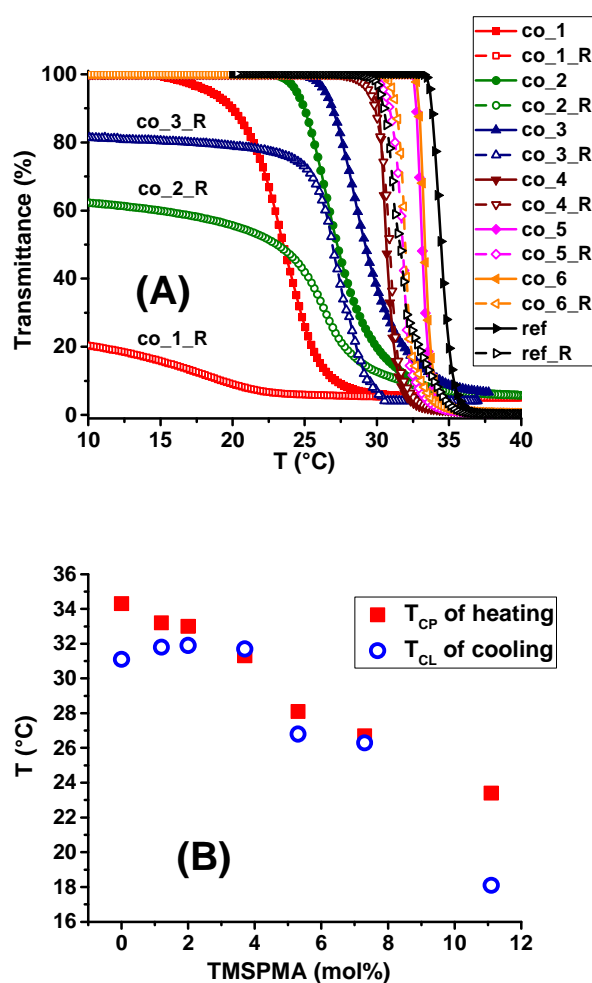 co_1
co_1_R
co_2
co_2_R
co_3
co_3_R
co_4
co_4_R
co_5
co_5_R
co_6
co_6_R
ref
ref_R
100
80
60
40
20
0
Transmittance (%)
co_3_R
co_2_R
co_1_R
(A)
10 15 20 25 30 35 40
T (°C)
36
34
32
30
28
26
24
22
20
18
16
T (°C)
T_CP of heating
T_CL of cooling
(B)
0 2 4 6 8 10 12
TMSPMA (mol%)